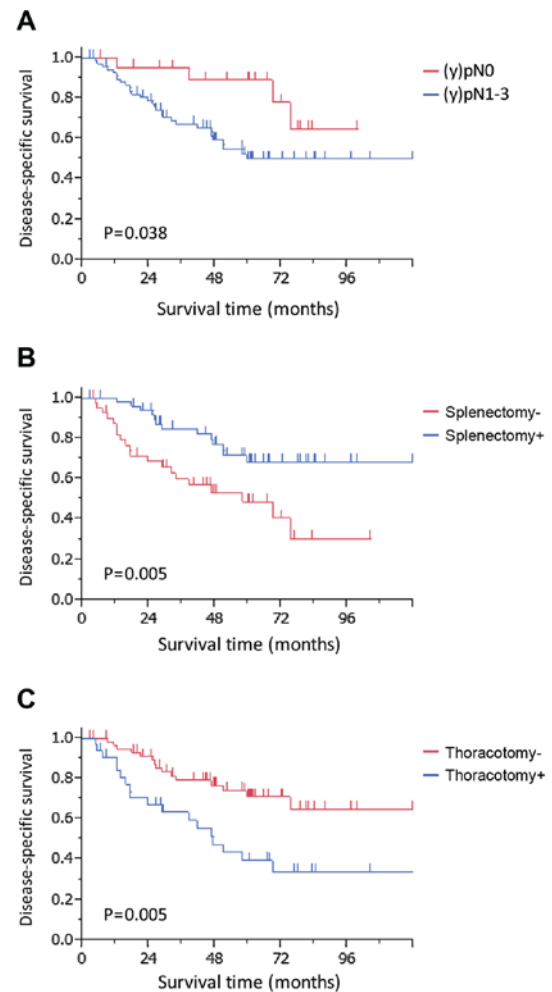 A
1.0
0.8
0.6
0.4
0.2
0.0
Disease-specific survival
P=0.038
0 24 48 72 96
Survival time (months)
(y)pN0
(y)pN1-3
B
1.0
0.8
0.6
0.4
0.2
0.0
Disease-specific survival
P=0.005
0 24 48 72 96
Survival time (months)
Splenectomy-
Splenectomy+
C
1.0
0.8
0.6
0.4
0.2
0.0
Disease-specific survival
P=0.005
0 24 48 72 96
Survival time (months)
Thoracotomy-
Thoracotomy+